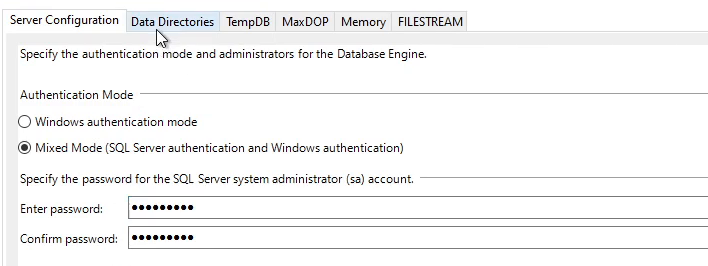 Server Configuration Data Directories TempDB MaxDOP Memory FILESTREAM
Specify the authentication mode and administrators for the Database Engine.
Authentication Mode
Windows authentication mode
Mixed Mode (SQL Server authentication and Windows authentication)
Specify the password for the SQL Server system administrator (sa) account.
Enter password: ●●●●●●●●●
Confirm password: ●●●●●●●●●